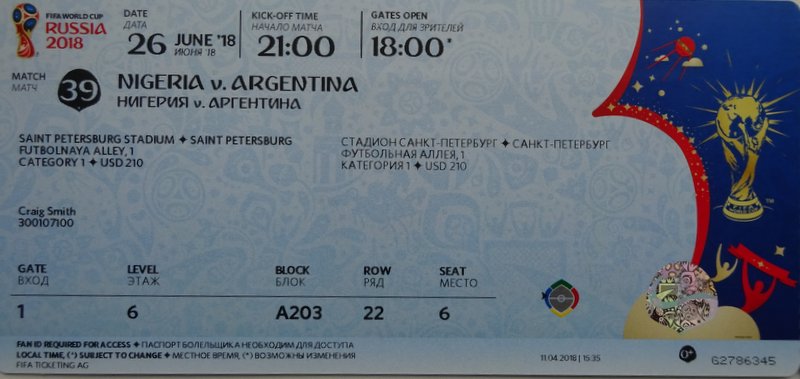 FIFA WORLD CUP
RUSSIA
2018
DATE
ДАТА
26 JUNE '18
ИЮНЯ '18
KICK-OFF TIME
НАЧАЛО МАТЧА
21:00
GATES OPEN
ВХОД ДЛЯ ЗРИТЕЛЕЙ
18:00*
MATCH
МАТЧ
39
NIGERIA v. ARGENTINA
НИГЕРИЯ v. АРГЕНТИНА
SAINT PETERSBURG STADIUM ✦ SAINT PETERSBURG
FUTBOLNAYA ALLEY, 1
CATEGORY 1 ✦ USD 210
СТАДИОН САНКТ-ПЕТЕРБУРГ ✦ САНКТ-ПЕТЕРБУРГ
ФУТБОЛЬНАЯ АЛЛЕЯ, 1
КАТЕГОРИЯ 1 ✦ USD 210
Craig Smith
300107100
GATE LEVEL BLOCK ROW SEAT
ВХОД ЭТАЖ БЛОК РЯД МЕСТО
1 6 A203 22 6
FAN ID REQUIRED FOR ACCESS ✦ ПАСПОРТ БОЛЕЛЬЩИКА НЕОБХОДИМ ДЛЯ ДОСТУПА
LOCAL TIME, (*) SUBJECT TO CHANGE ✦ МЕСТНОЕ ВРЕМЯ, (*) ВОЗМОЖНЫ ИЗМЕНЕНИЯ
FIFA TICKETING AG
11.04.2018 | 15:35
0+
G2786345